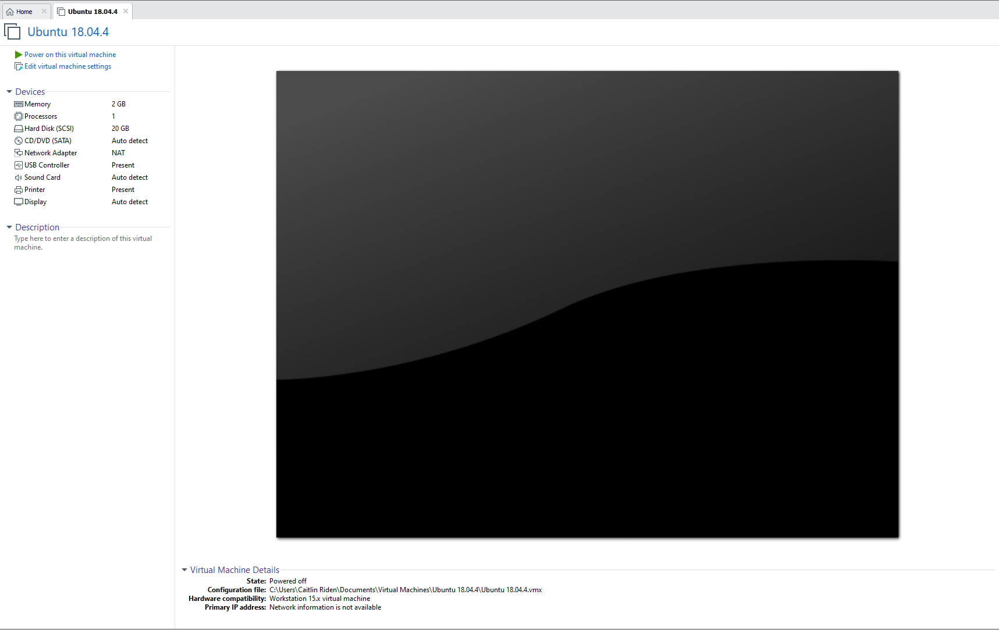 Home
Ubuntu 18.04.4
Ubuntu 18.04.4
Power on this virtual machine
Edit virtual machine settings
Devices
Memory 2 GB
Processors 1
Hard Disk (SCSI) 20 GB
CD/DVD (SATA) Auto detect
Network Adapter NAT
USB Controller Present
Sound Card Auto detect
Printer Present
Display Auto detect
Description
Type here to enter a description of this virtual
machine.
Virtual Machine Details
State: Powered off
Configuration file: C:\Users\Caitlin Riden\Documents\Virtual Machines\Ubuntu 18.04.4\Ubuntu 18.04.4.vmx
Hardware compatibility: Workstation 15.x virtual machine
Primary IP address: Network information is not available